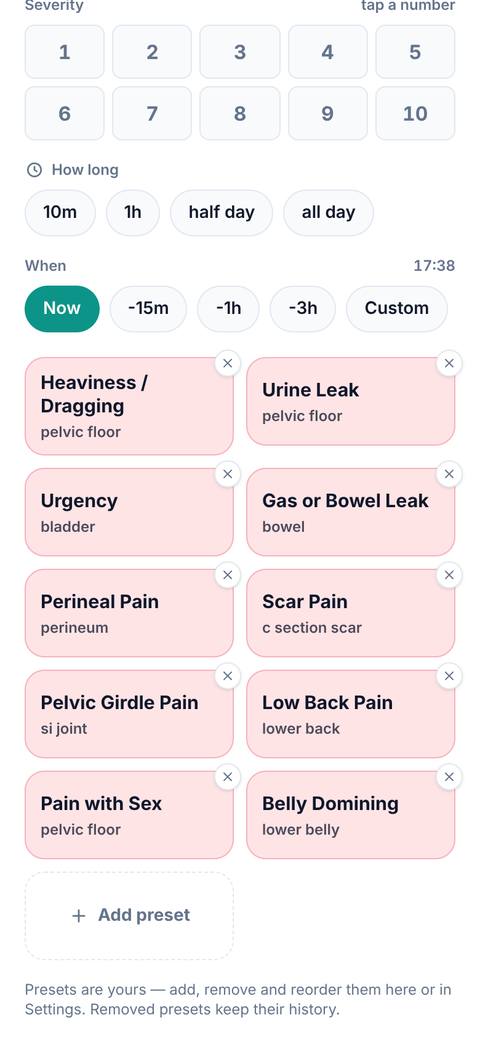 Severity tap a number
1 2 3 4 5
6 7 8 9 10
How long
10m 1h half day all day
When 17:38
Now -15m -1h -3h Custom
Heaviness /
Dragging
pelvic floor
Urine Leak
pelvic floor
Urgency
bladder
Gas or Bowel Leak
bowel
Perineal Pain
perineum
Scar Pain
c section scar
Pelvic Girdle Pain
si joint
Low Back Pain
lower back
Pain with Sex
pelvic floor
Belly Domining
lower belly
+ Add preset
Presets are yours — add, remove and reorder them here or in
Settings. Removed presets keep their history.